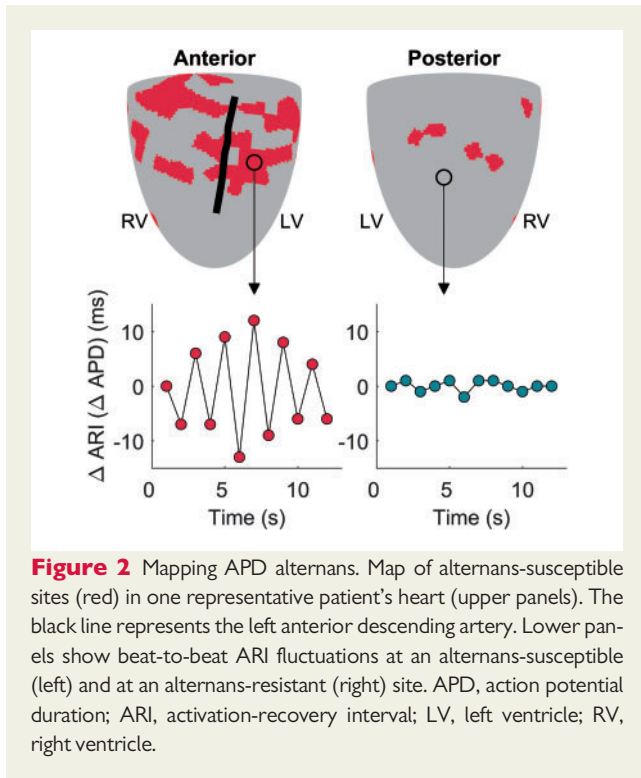 Anterior Posterior
RV LV LV RV
Δ ARI (Δ APD) (ms)
10 10
0 0
-10 -10
0 5 10 0 5 10
Time (s) Time (s)
Figure 2 Mapping APD alternans. Map of alternans-susceptible
sites (red) in one representative patient's heart (upper panels). The
black line represents the left anterior descending artery. Lower pan-
els show beat-to-beat ARI fluctuations at an alternans-susceptible
(left) and at an alternans-resistant (right) site. APD, action potential
duration; ARI, activation-recovery interval; LV, left ventricle; RV,
right ventricle.